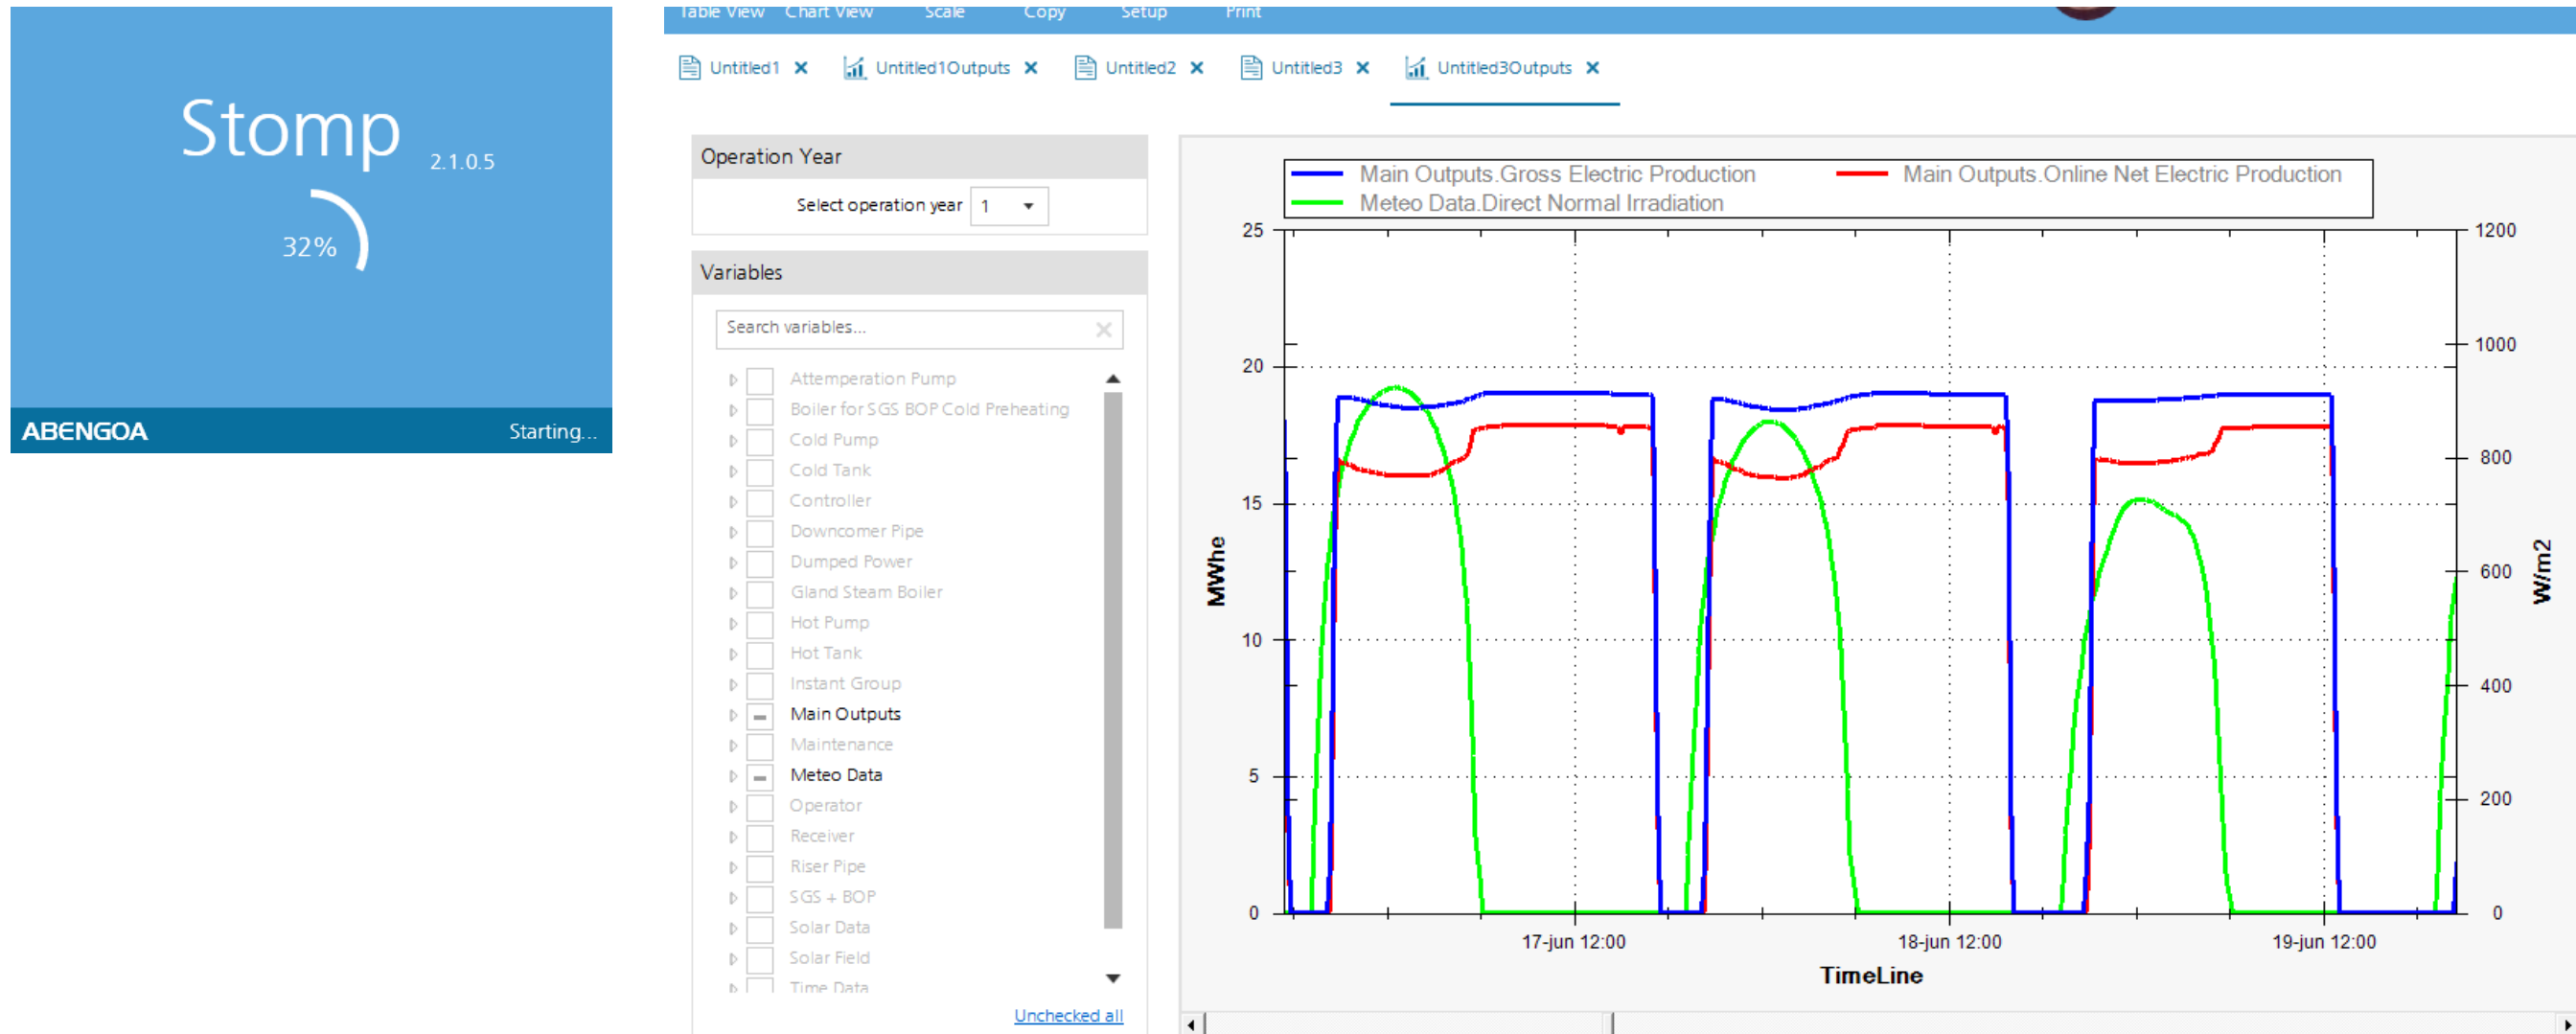 Stomp 2.1.0.5
32%
ABENGOA Starting...
Table View Chart View Scale Copy Setup Print
Untitled1 Untitled1Outputs Untitled2 Untitled3 Untitled3Outputs
Operation Year
Select operation year 1
Variables
Search variables...
Attemperation Pump
Boiler for SGS BOP Cold Preheating
Cold Pump
Cold Tank
Controller
Downcomer Pipe
Dumped Power
Gland Steam Boiler
Hot Pump
Hot Tank
Instant Group
Main Outputs
Maintenance
Meteo Data
Operator
Receiver
Riser Pipe
SGS + BOP
Solar Data
Solar Field
Time Data
Unchecked all
Main Outputs.Gross Electric Production Main Outputs.Online Net Electric Production
Meteo Data.Direct Normal Irradiation
25
20
15
10
5
0
MWhe
1200
1000
800
600
400
200
0
W/m2
17-jun 12:00 18-jun 12:00 19-jun 12:00
TimeLine